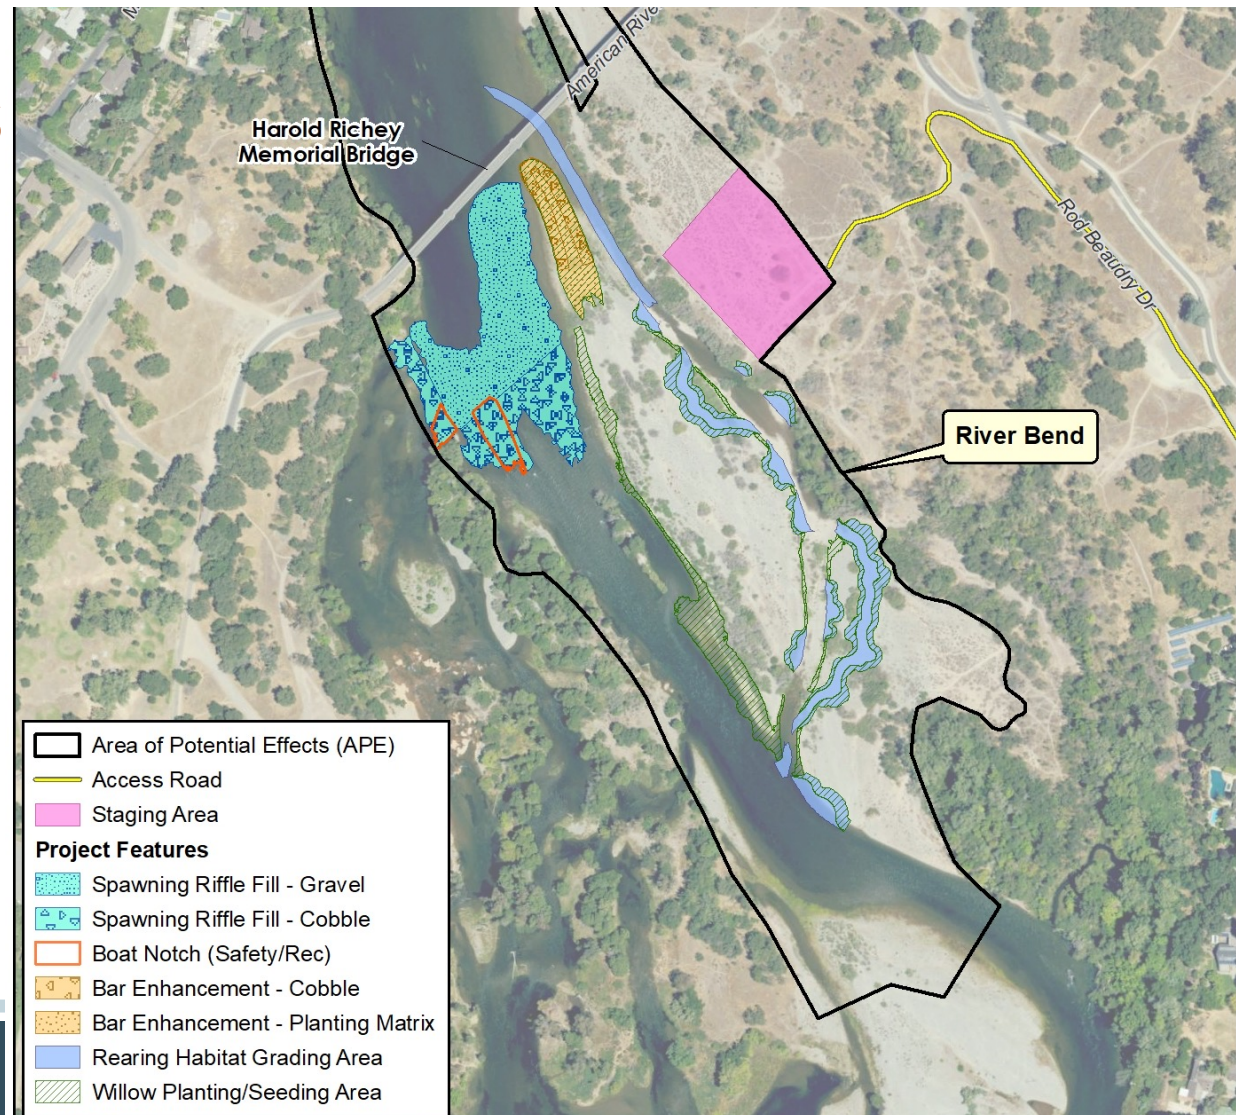 American Rive
Harold Richey
Memorial Bridge
Rod Beaudry Dr
River Bend
Area of Potential Effects (APE)
Access Road
Staging Area
Project Features
Spawning Riffle Fill - Gravel
Spawning Riffle Fill - Cobble
Boat Notch (Safety/Rec)
Bar Enhancement - Cobble
Bar Enhancement - Planting Matrix
Rearing Habitat Grading Area
Willow Planting/Seeding Area